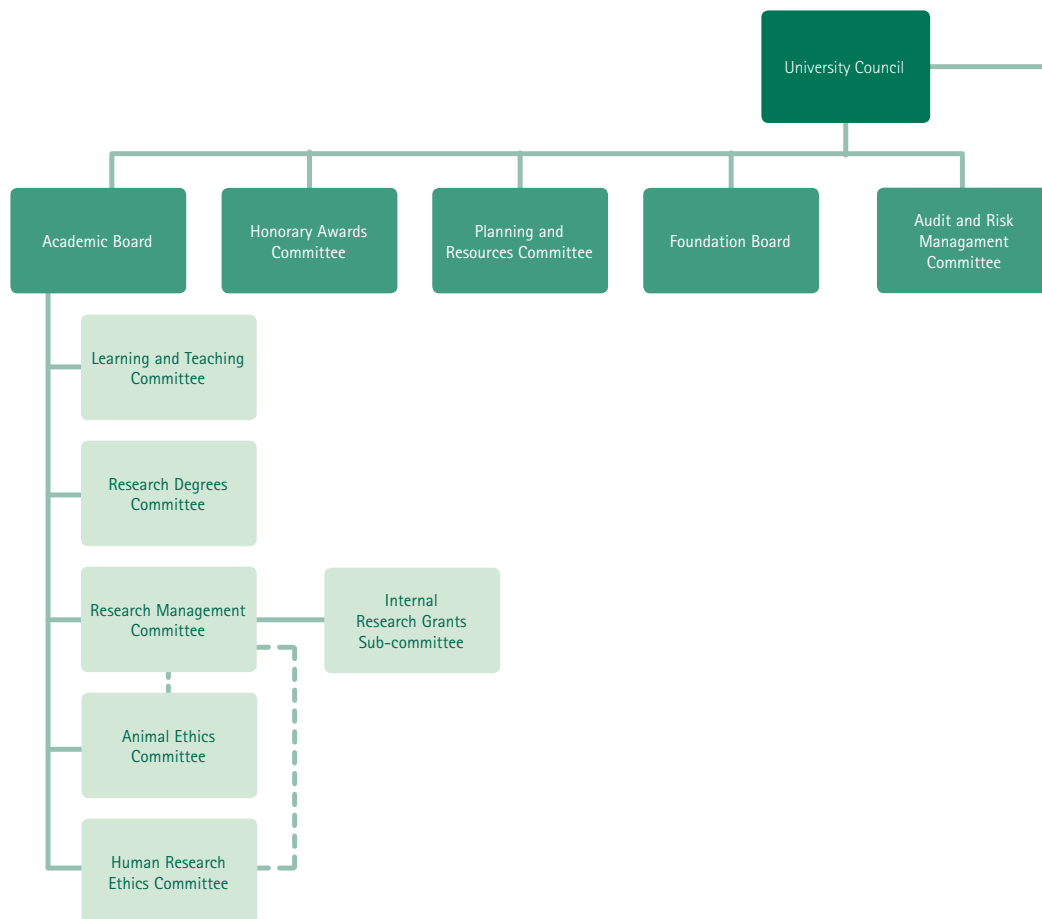 University Council
Academic Board
Honorary Awards
Committee
Planning and
Resources Committee
Foundation Board
Audit and Risk
Managament
Committee
Learning and Teaching
Committee
Research Degrees
Committee
Research Management
Committee
Internal
Research Grants
Sub-committee
Animal Ethics
Committee
Human Research
Ethics Committee